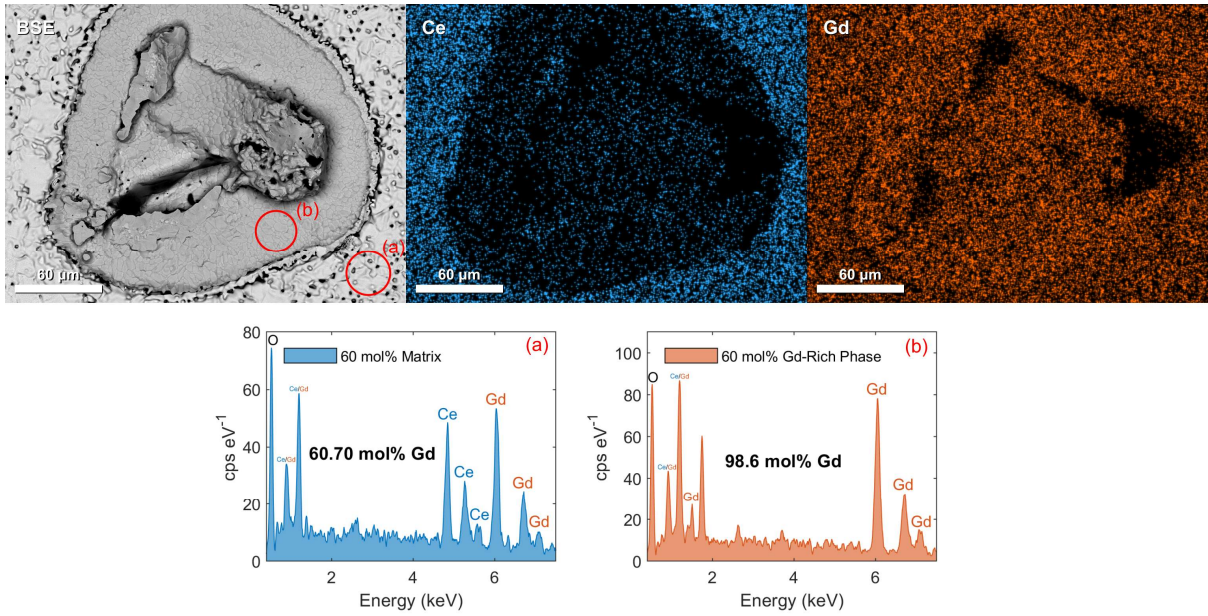 BSE
Ce
Gd
(b)
(a)
60 µm
60 µm
60 µm
(a)
(b)
80
60
40
20
0
cps eV⁻¹
O
60 mol% Matrix
Ce/Gd
Ce/Gd
60.70 mol% Gd
Ce
Ce
Ce
Gd
Gd
Gd
2
4
6
Energy (keV)
100
80
60
40
20
0
cps eV⁻¹
O
60 mol% Gd-Rich Phase
Ce/Gd
Ce/Gd
Gd
98.6 mol% Gd
Gd
Gd
Gd
2
4
6
Energy (keV)